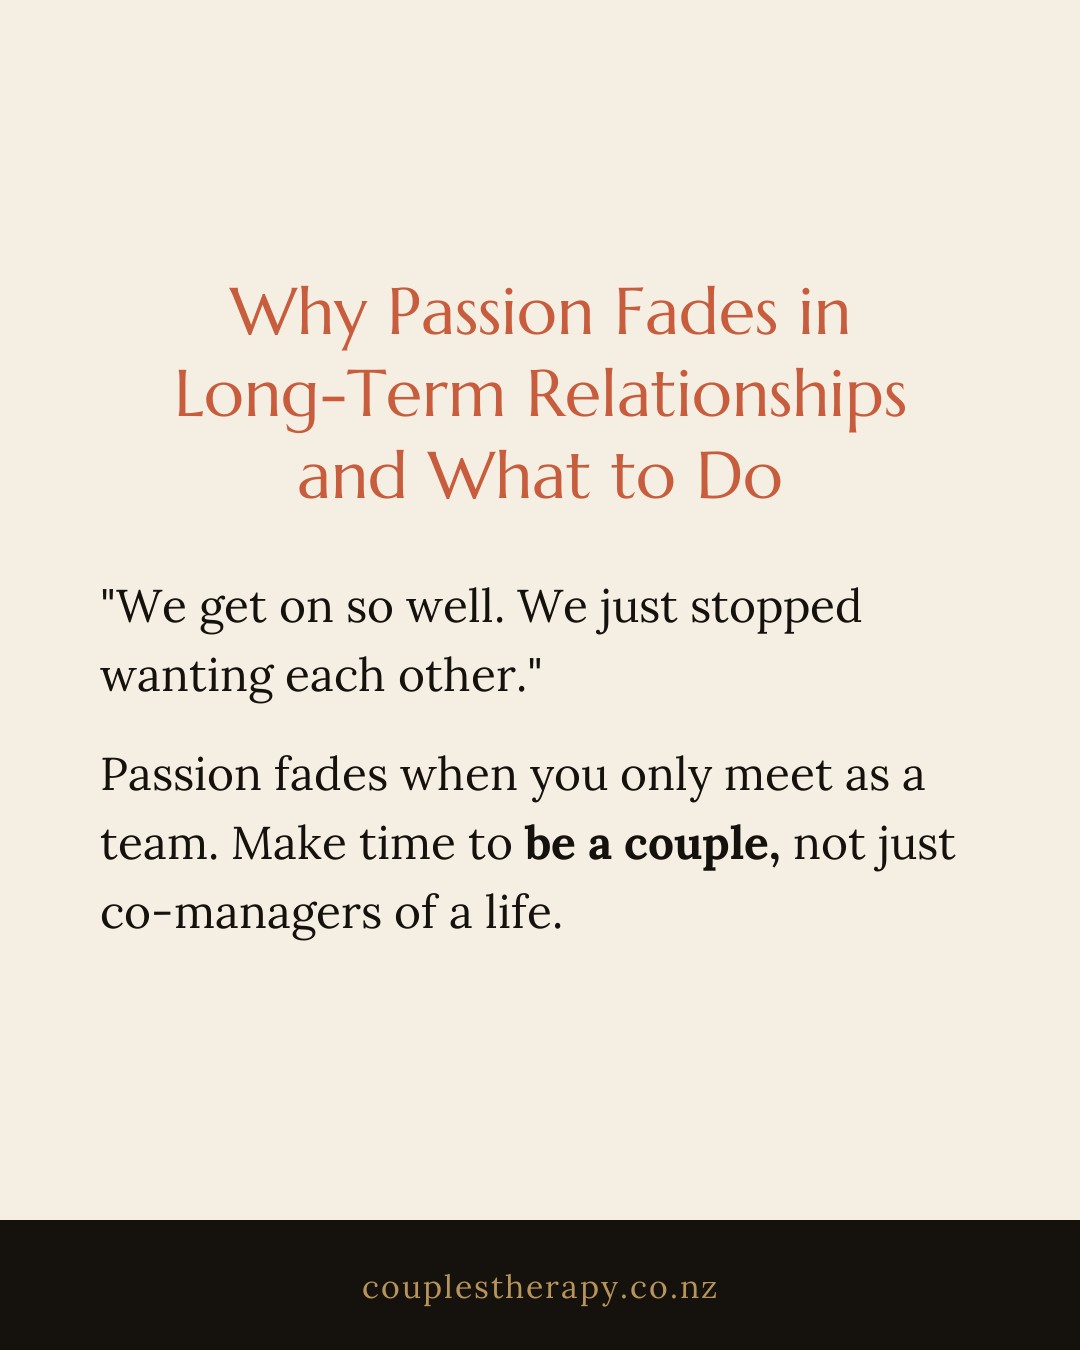 Why Passion Fades in
Long-Term Relationships
and What to Do
"We get on so well. We just stopped
wanting each other."
Passion fades when you only meet as a
team. Make time to be a couple, not just
co-managers of a life.
couplestherapy.co.nz